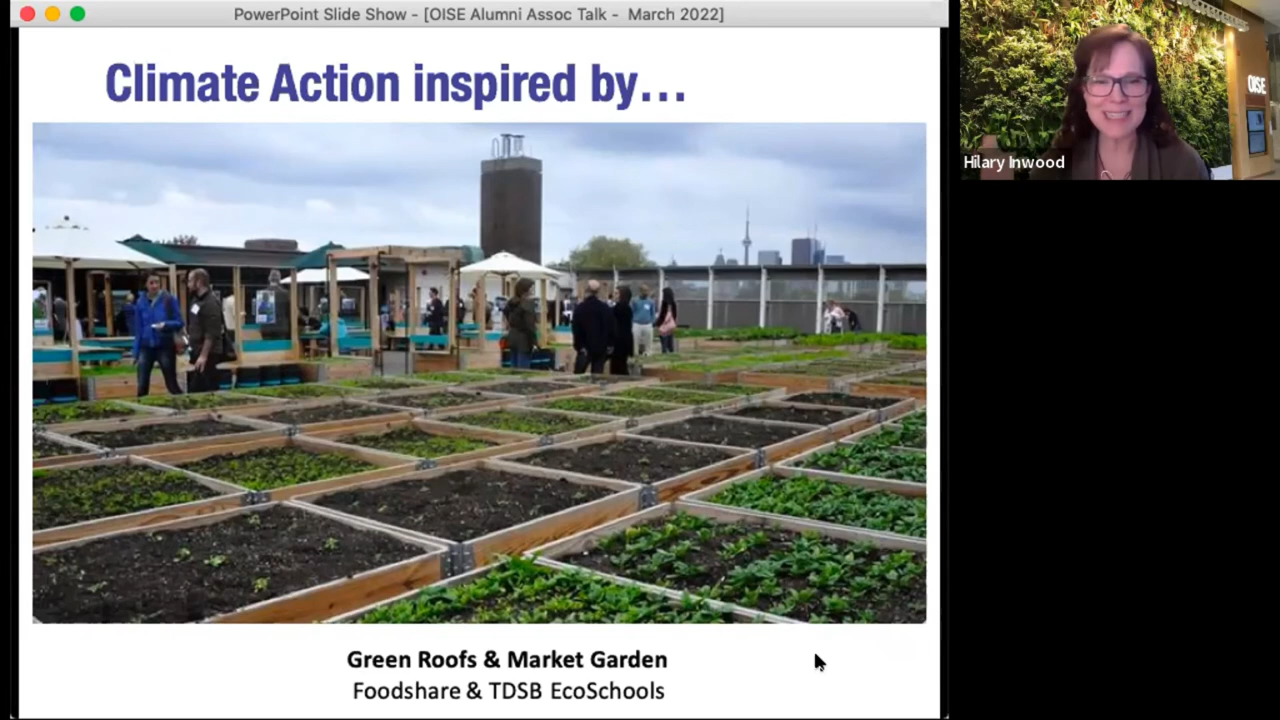 PowerPoint Slide Show - [OISE Alumni Assoc Talk - March 2022]
Climate Action inspired by…
Green Roofs & Market Garden
Foodshare & TDSB EcoSchools
OISE
Hilary Inwood